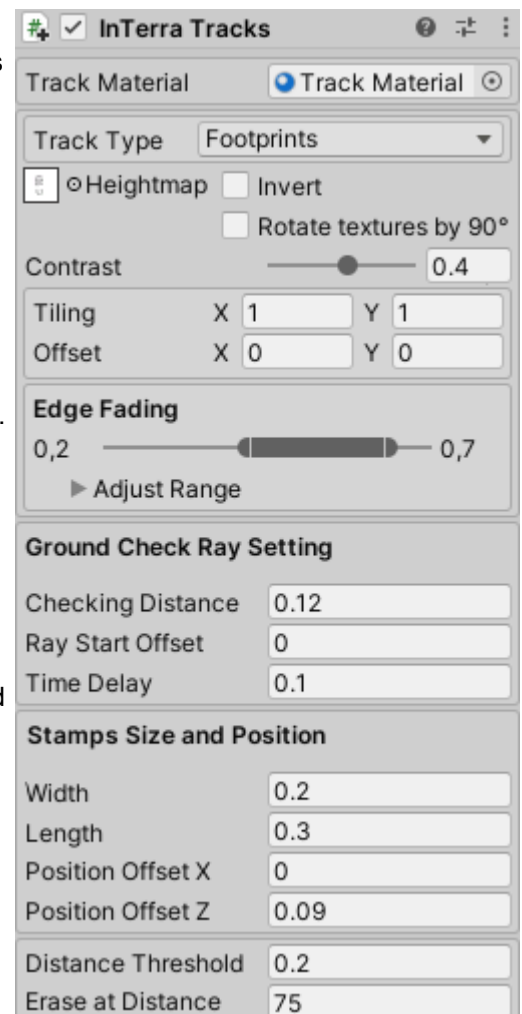 InTerra Tracks
s
Track Material Track Material
Track Type Footprints
Heightmap Invert
Rotate textures by 90°
Contrast 0.4
Tiling X 1 Y 1
Offset X 0 Y 0
.
Edge Fading
0,2 0,7
Adjust Range
Ground Check Ray Setting
Checking Distance 0.12
Ray Start Offset 0
d
Time Delay 0.1
Stamps Size and Position
Width 0.2
Length 0.3
Position Offset X 0
Position Offset Z 0.09
Distance Threshold 0.2
Erase at Distance 75